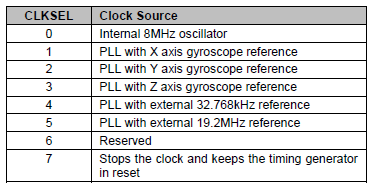 CLKSEL Clock Source
0 Internal 8MHz oscillator
1 PLL with X axis gyroscope reference
2 PLL with Y axis gyroscope reference
3 PLL with Z axis gyroscope reference
4 PLL with external 32.768kHz reference
5 PLL with external 19.2MHz reference
6 Reserved
7 Stops the clock and keeps the timing generator
in reset